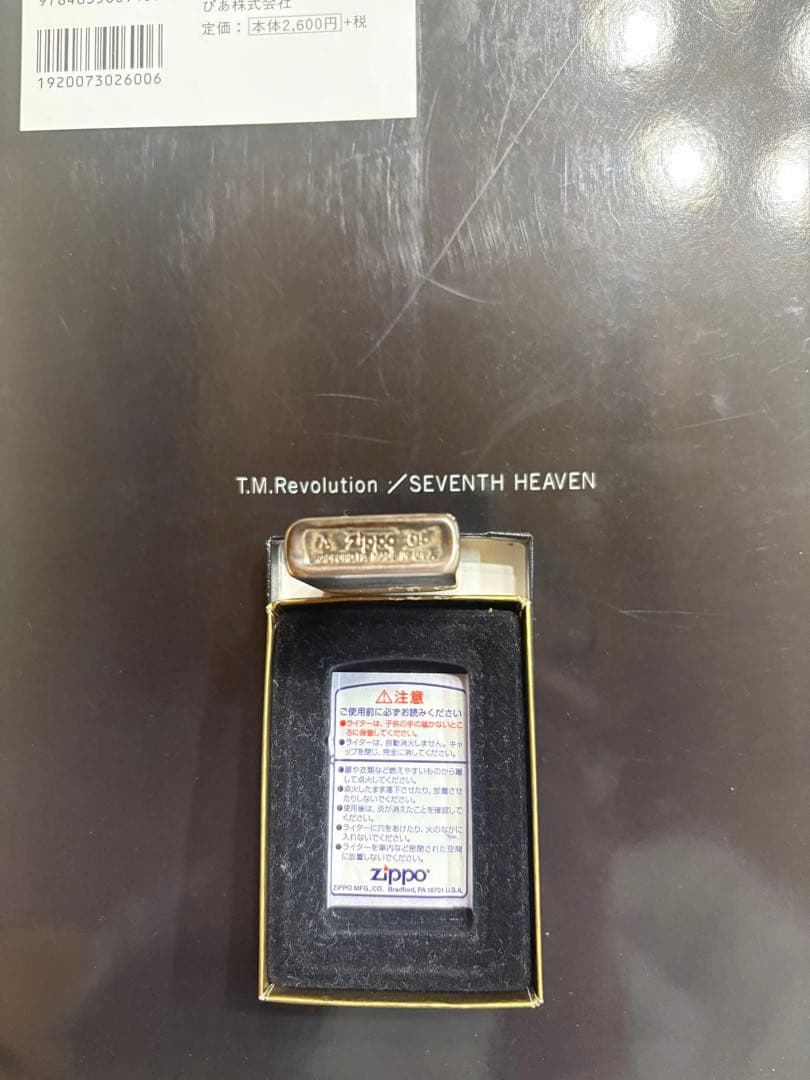 ぴあ株式会社
定価：本体2,600円+税
1920073026006
T.M.Revolution ／SEVENTH HEAVEN
Zippo
⚠注意
ご使用前に必ずお読みください
●ライターは、子供の手の届かないとこ
ろに保管してください。
●ライターは、自動消火しません。キャ
ップを閉じ、完全に消してください。
●顔や衣類など燃えやすいものから離
して点火してください。
●点火したまま落下させたり、放置させ
たりしないでください。
●使用後は、炎が消えたことを確認して
ください。
●ライターに穴をあけたり、火のなかに
入れないでください。
●ライターを車内など密閉された空間
に放置しないでください。
zippo®
ZIPPO MFG., CO. Bradford, PA 16701 U.S.A.